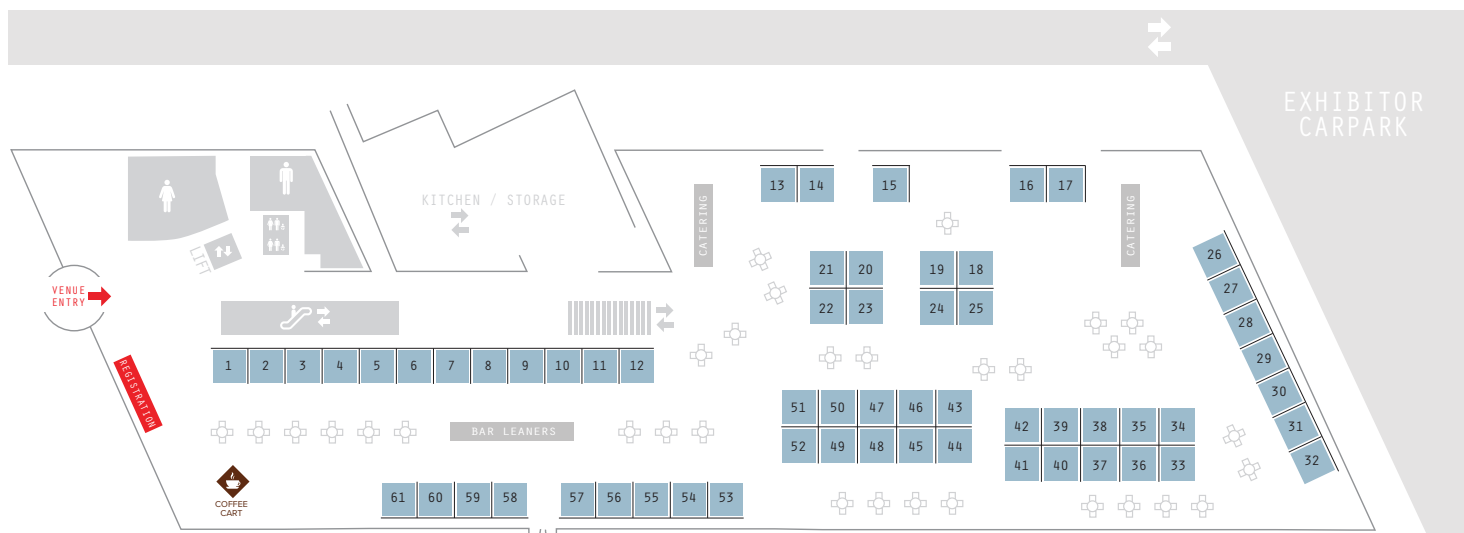 EXHIBITOR
CARPARK
KITCHEN / STORAGE
LIFT
VENUE
ENTRY
REGISTRATION
CATERING
CATERING
13 14 15 16 17
21 20 19 18
22 23 24 25
26
27
28
29
30
31
32
1 2 3 4 5 6 7 8 9 10 11 12
BAR LEANERS
51 50 47 46 43
52 49 48 45 44
42 39 38 35 34
41 40 37 36 33
COFFEE
CART
61 60 59 58 57 56 55 54 53